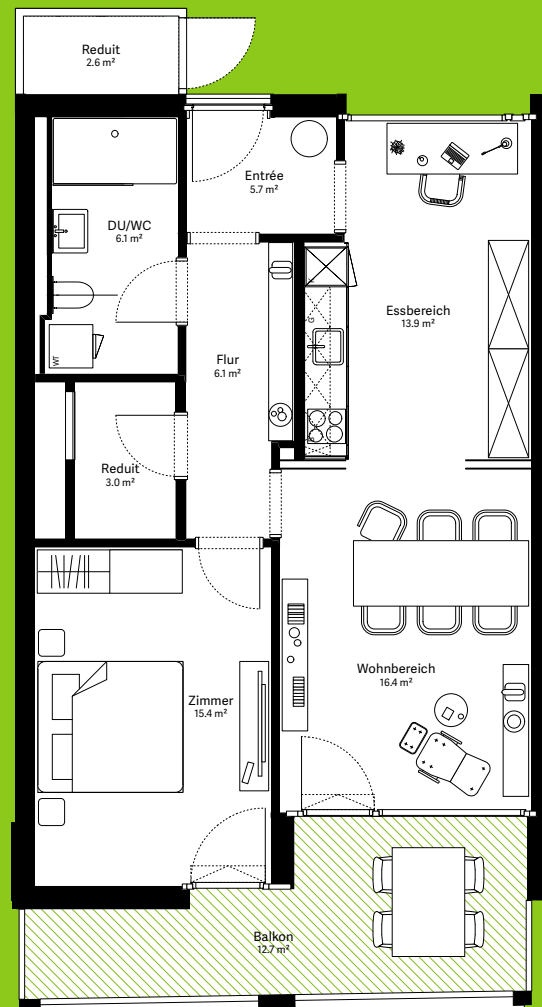 Reduit
2.6 m²
Entrée
5.7 m²
DU/WC
6.1 m²
WT
Flur
6.1 m²
G
Essbereich
13.9 m²
Reduit
3.0 m²
Wohnbereich
16.4 m²
Zimmer
15.4 m²
Balkon
12.7 m²